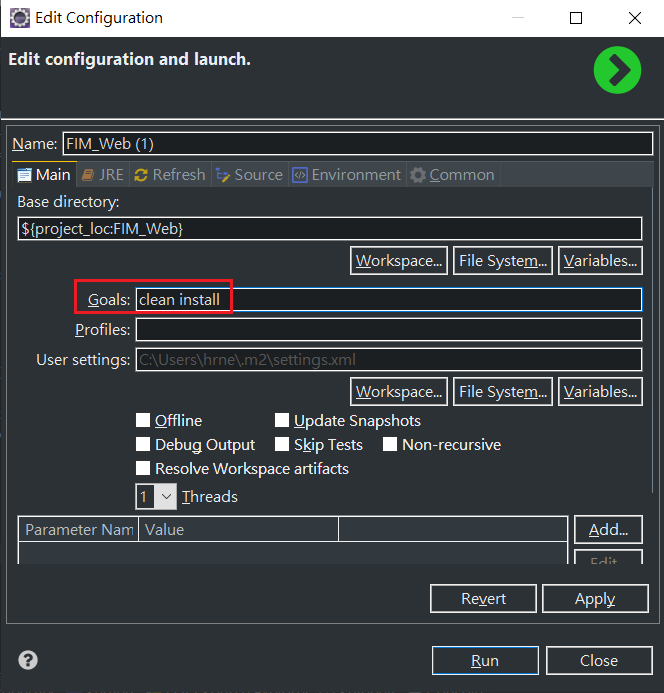 Edit Configuration
Edit configuration and launch.
Name: FIM_Web (1)
Main JRE Refresh Source Environment Common
Base directory:
${project_loc:FIM_Web}
Workspace... File System... Variables...
Goals: clean install
Profiles:
User settings: C:\Users\hrne\.m2\settings.xml
Workspace... File System... Variables...
Offline Update Snapshots
Debug Output Skip Tests Non-recursive
Resolve Workspace artifacts
1 Threads
Parameter Nam Value Add...
Edit...
Revert Apply
Run Close